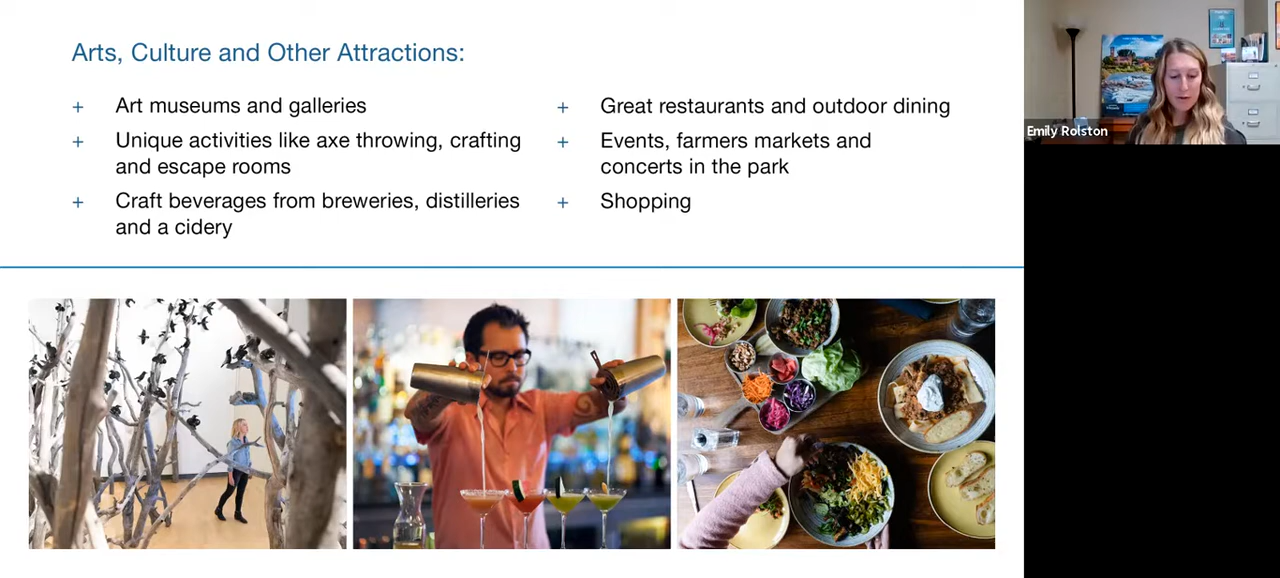 Arts, Culture and Other Attractions:
+ Art museums and galleries
+ Unique activities like axe throwing, crafting
and escape rooms
+ Craft beverages from breweries, distilleries
and a cidery
+ Great restaurants and outdoor dining
+ Events, farmers markets and
concerts in the park
+ Shopping
Emily Rolston